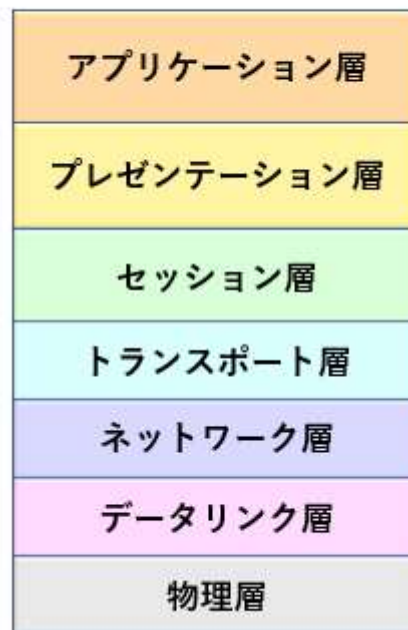 アプリケーション層
プレゼンテーション層
セッション層
トランスポート層
ネットワーク層
データリンク層
物理層